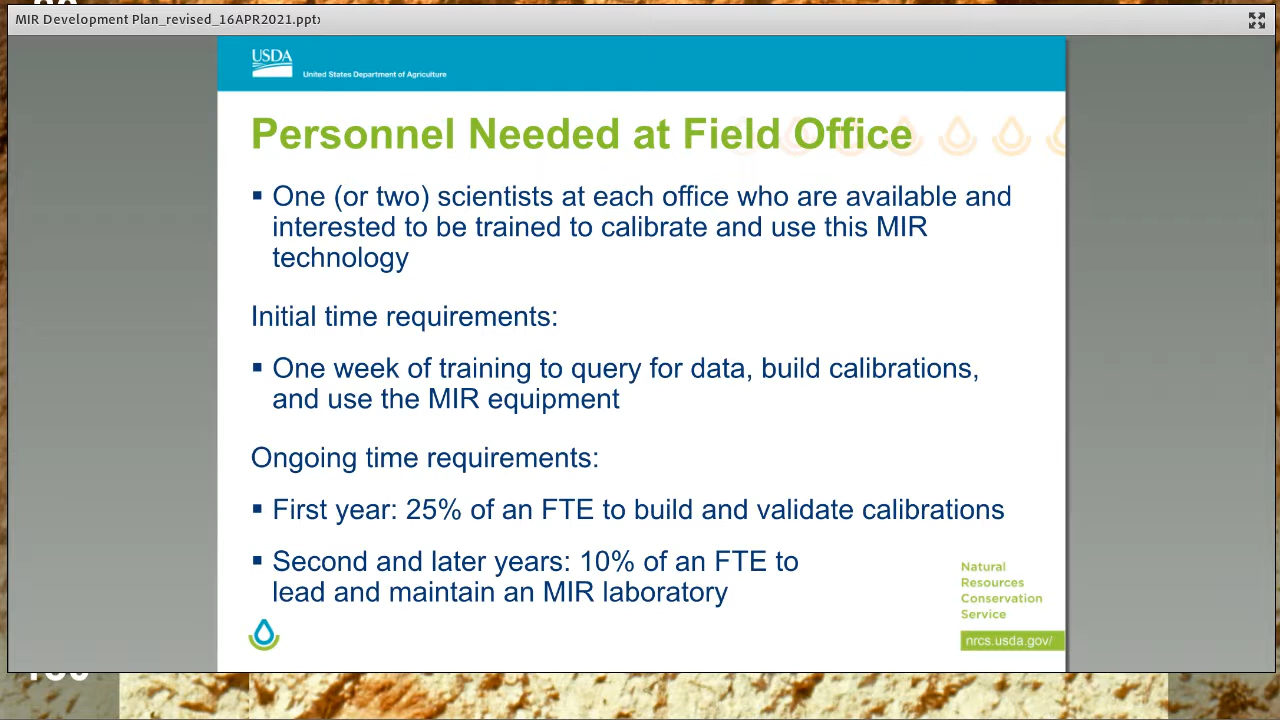 MIR Development Plan_revised_16APR2021.pptx
USDA
United States Department of Agriculture
Personnel Needed at Field Office
▪ One (or two) scientists at each office who are available and
interested to be trained to calibrate and use this MIR
technology
Initial time requirements:
▪ One week of training to query for data, build calibrations,
and use the MIR equipment
Ongoing time requirements:
▪ First year: 25% of an FTE to build and validate calibrations
▪ Second and later years: 10% of an FTE to
lead and maintain an MIR laboratory
Natural
Resources
Conservation
Service
nrcs.usda.gov/